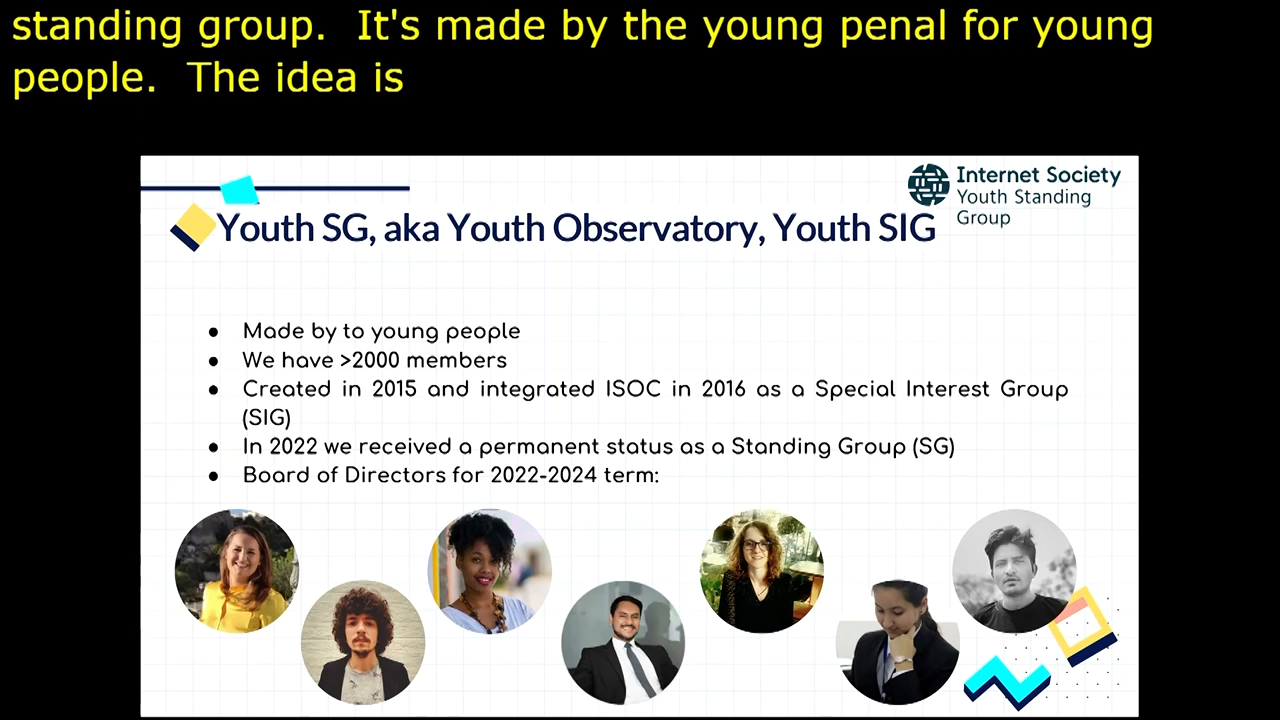 standing group.  It's made by the young penal for young
people.  The idea is
Internet Society
Youth Standing
Group
Youth SG, aka Youth Observatory, Youth SIG
● Made by to young people
● We have >2000 members
● Created in 2015 and integrated ISOC in 2016 as a Special Interest Group
(SIG)
● In 2022 we received a permanent status as a Standing Group (SG)
● Board of Directors for 2022-2024 term: